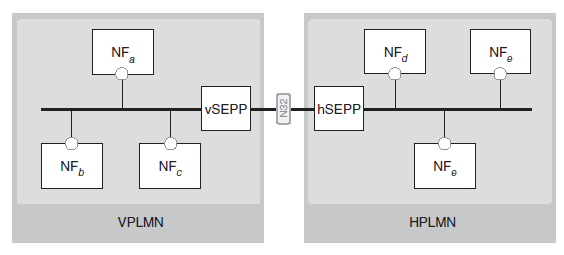 NFa
NFd
NFe
vSEPP
N32
hSEPP
NFb
NFc
NFe
VPLMN
HPLMN